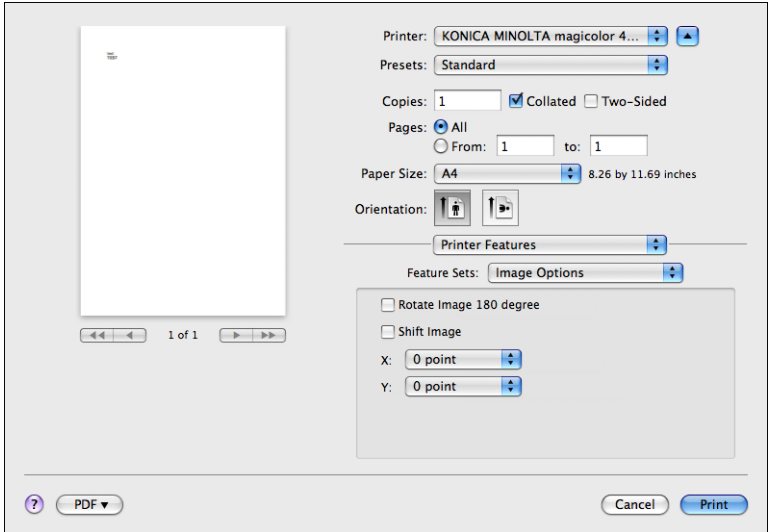 Printer: KONICA MINOLTA magicolor 4...
Presets: Standard
Copies: 1 Collated Two-Sided
Pages: All
From: 1 to: 1
Paper Size: A4 8.26 by 11.69 inches
Orientation:
Printer Features
Feature Sets: Image Options
Rotate Image 180 degree
Shift Image
X: 0 point
Y: 0 point
1 of 1
? PDF ▾ Cancel Print